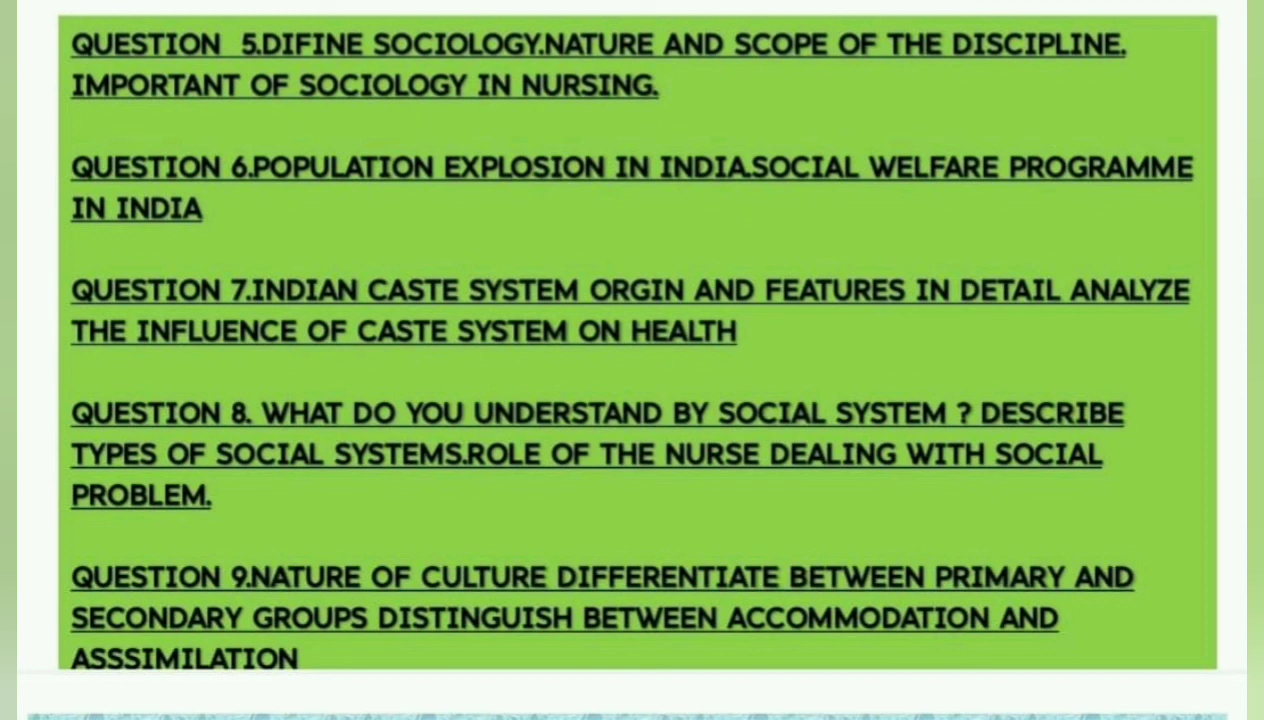 QUESTION 5.DIFINE SOCIOLOGY.NATURE AND SCOPE OF THE DISCIPLINE.
IMPORTANT OF SOCIOLOGY IN NURSING.
QUESTION 6.POPULATION EXPLOSION IN INDIA.SOCIAL WELFARE PROGRAMME
IN INDIA
QUESTION 7.INDIAN CASTE SYSTEM ORGIN AND FEATURES IN DETAIL ANALYZE
THE INFLUENCE OF CASTE SYSTEM ON HEALTH
QUESTION 8. WHAT DO YOU UNDERSTAND BY SOCIAL SYSTEM ? DESCRIBE
TYPES OF SOCIAL SYSTEMS.ROLE OF THE NURSE DEALING WITH SOCIAL
PROBLEM.
QUESTION 9.NATURE OF CULTURE DIFFERENTIATE BETWEEN PRIMARY AND
SECONDARY GROUPS DISTINGUISH BETWEEN ACCOMMODATION AND
ASSSIMILATION